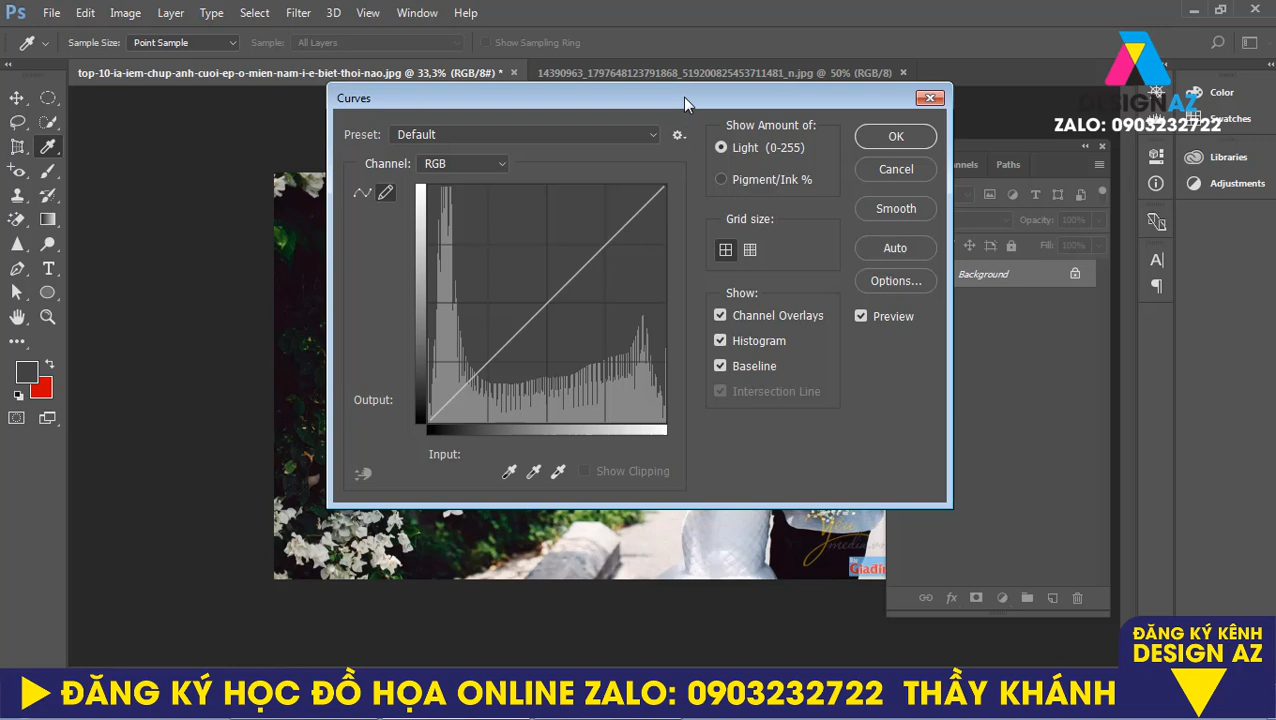 Ps File Edit Image Layer Type Select Filter 3D View Window Help
Sample Size: Point Sample Sample: All Layers Show Sampling Ring
DESIGN AZ
ZALO: 0903232722
top-10-ia-iem-chup-anh-cuoi-ep-o-mien-nam-i-e-biet-thoi-nao.jpg @ 33,3% (RGB/8#) *
14390963_1797648123791868_519200825453711481_n.jpg @ 50% (RGB/8)
Color
Swatches
Libraries
Adjustments
Paths
Opacity: 100%
Fill: 100%
Background
Curves
Preset: Default
Channel: RGB
Output:
Input:
Show Clipping
Show Amount of:
Light (0-255)
Pigment/Ink %
Grid size:
Show:
Channel Overlays
Histogram
Baseline
Intersection Line
OK
Cancel
Smooth
Auto
Options...
Preview
ĐĂNG KÝ KÊNH
DESIGN AZ
ĐĂNG KÝ HỌC ĐỒ HỌA ONLINE ZALO: 0903232722 THẦY KHÁNH